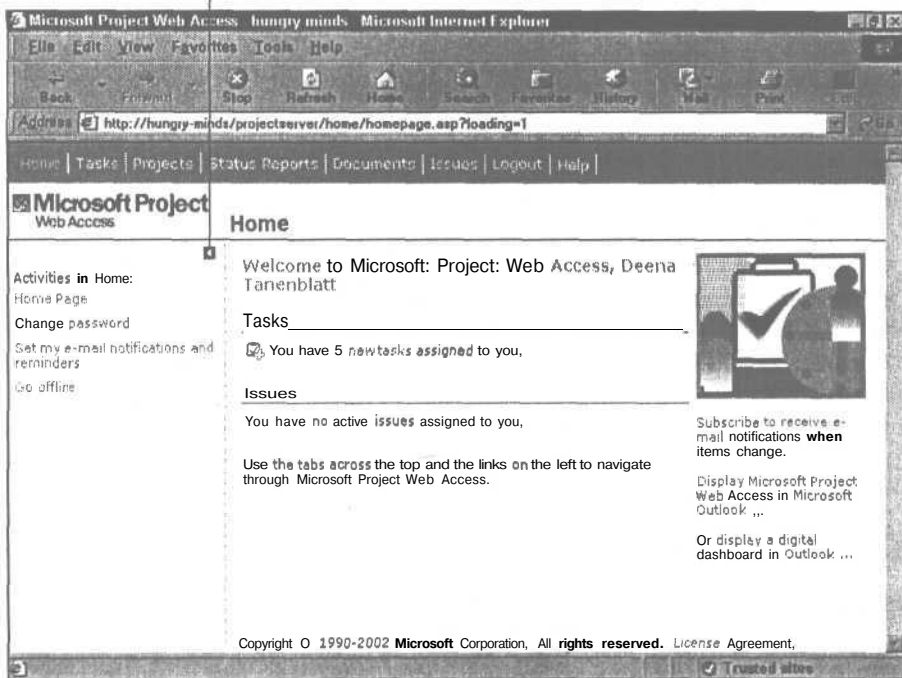 Microsoft Project Web Access hungry minds Microsoft Internet Explorer
File Edit View Favorites Tools Help
Back Forward Stop Refresh Home Search Favorites History Mail Print
Address http://hungry-minds/projectserver/home/homepage.asp?loading=1
Home | Tasks | Projects | Status Reports | Documents | Issues | Logout | Help |
Microsoft Project
Web Access
Home
Activities in Home:
Home Page
Change password
Set my e-mail notifications and
reminders
Go offline
Welcome to Microsoft: Project: Web Access, Deena
Tanenblatt
Tasks
You have 5 new tasks assigned to you,
Issues
You have no active issues assigned to you,
Use the tabs across the top and the links on the left to navigate
through Microsoft Project Web Access.
Subscribe to receive e-
mail notifications when
items change.
Display Microsoft Project
Web Access in Microsoft
Outlook ,,.
Or display a digital
dashboard in Outlook ...
Copyright O 1990-2002 Microsoft Corporation, All rights reserved. License Agreement,
Trusted sites